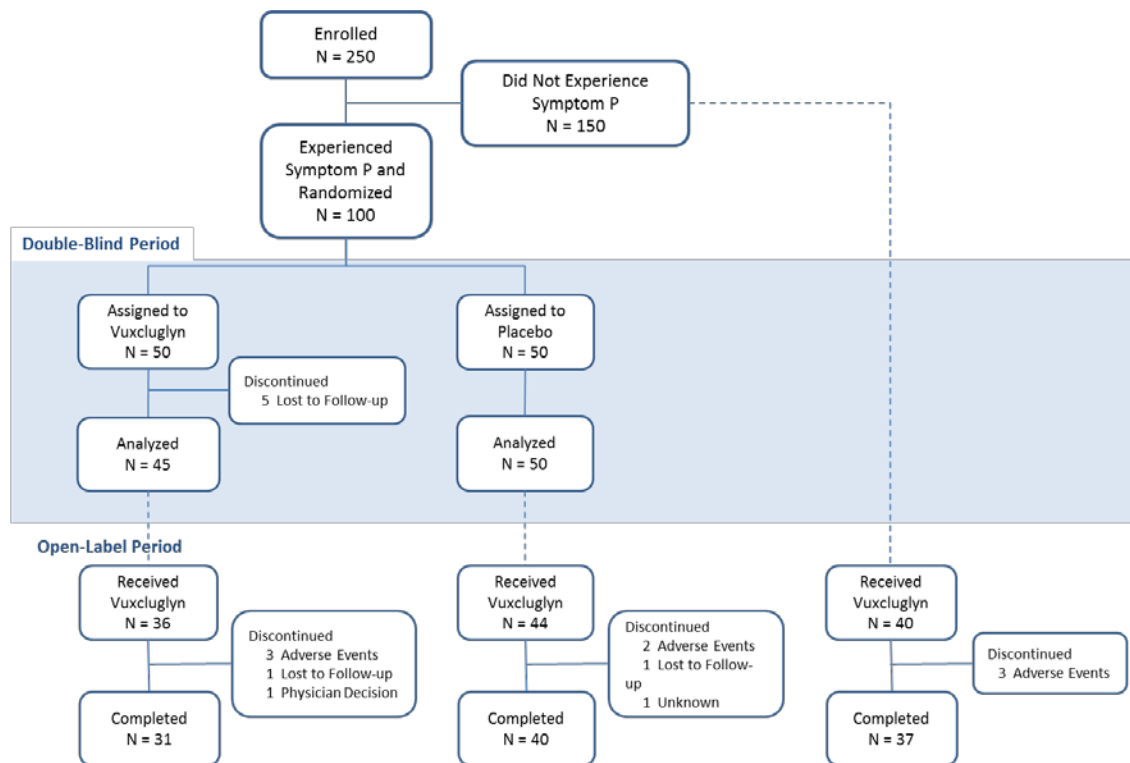 Enrolled
N = 250
Did Not Experience
Symptom P
N = 150
Experienced
Symptom P and
Randomized
N = 100
Double-Blind Period
Assigned to
Vuxcluglyn
N = 50
Assigned to
Placebo
N = 50
Discontinued
5 Lost to Follow-up
Analyzed
N = 45
Analyzed
N = 50
Open-Label Period
Received
Vuxcluglyn
N = 36
Discontinued
3 Adverse Events
1 Lost to Follow-up
1 Physician Decision
Completed
N = 31
Received
Vuxcluglyn
N = 44
Discontinued
2 Adverse Events
1 Lost to Follow-
up
1 Unknown
Completed
N = 40
Received
Vuxcluglyn
N = 40
Discontinued
3 Adverse Events
Completed
N = 37